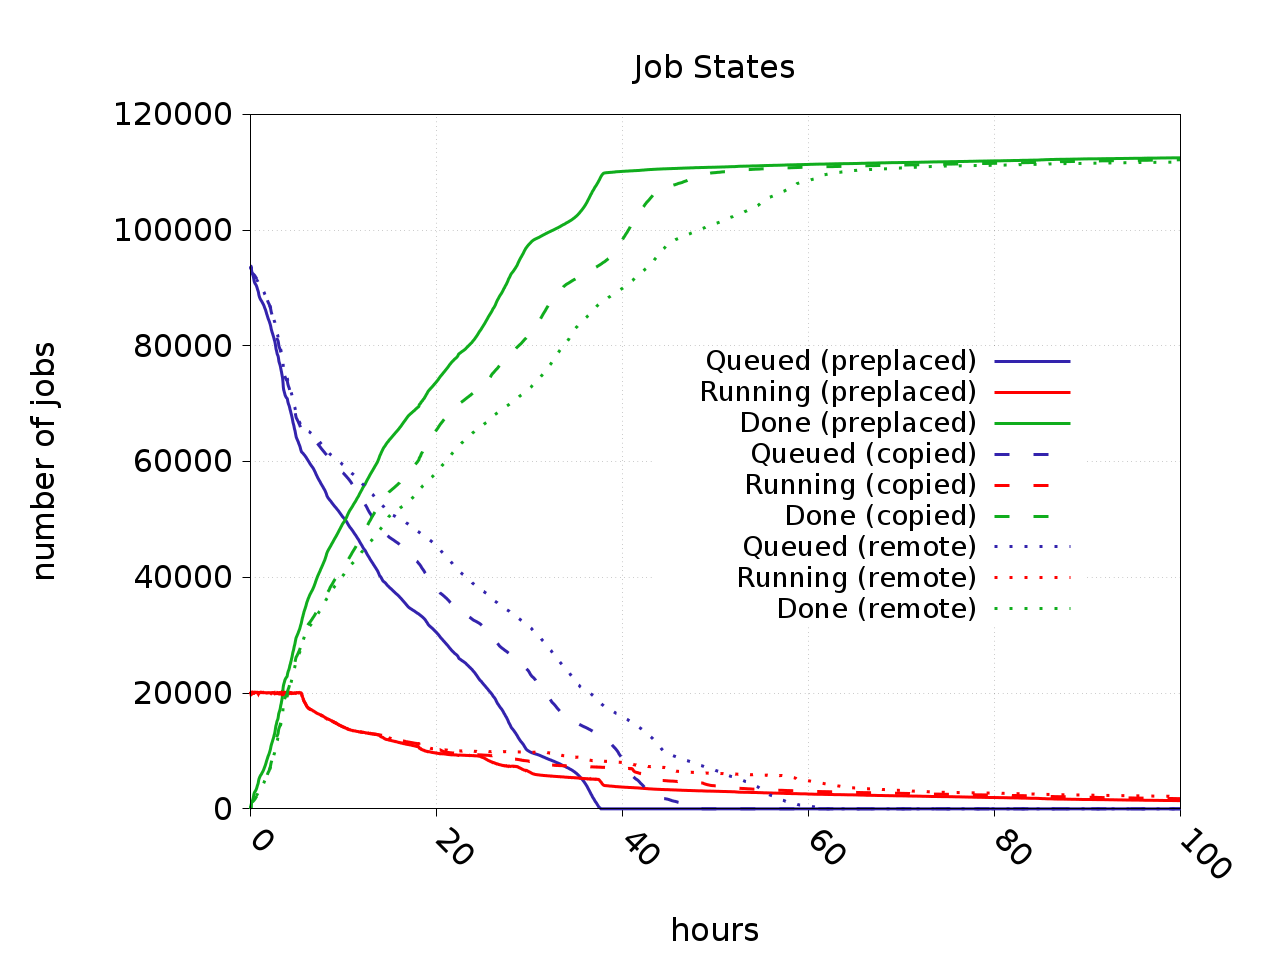 Job States
120000
100000
80000
60000
40000
20000
0
number of jobs
Queued (preplaced)
Running (preplaced)
Done (preplaced)
Queued (copied)
Running (copied)
Done (copied)
Queued (remote)
Running (remote)
Done (remote)
0 20 40 60 80 100
hours